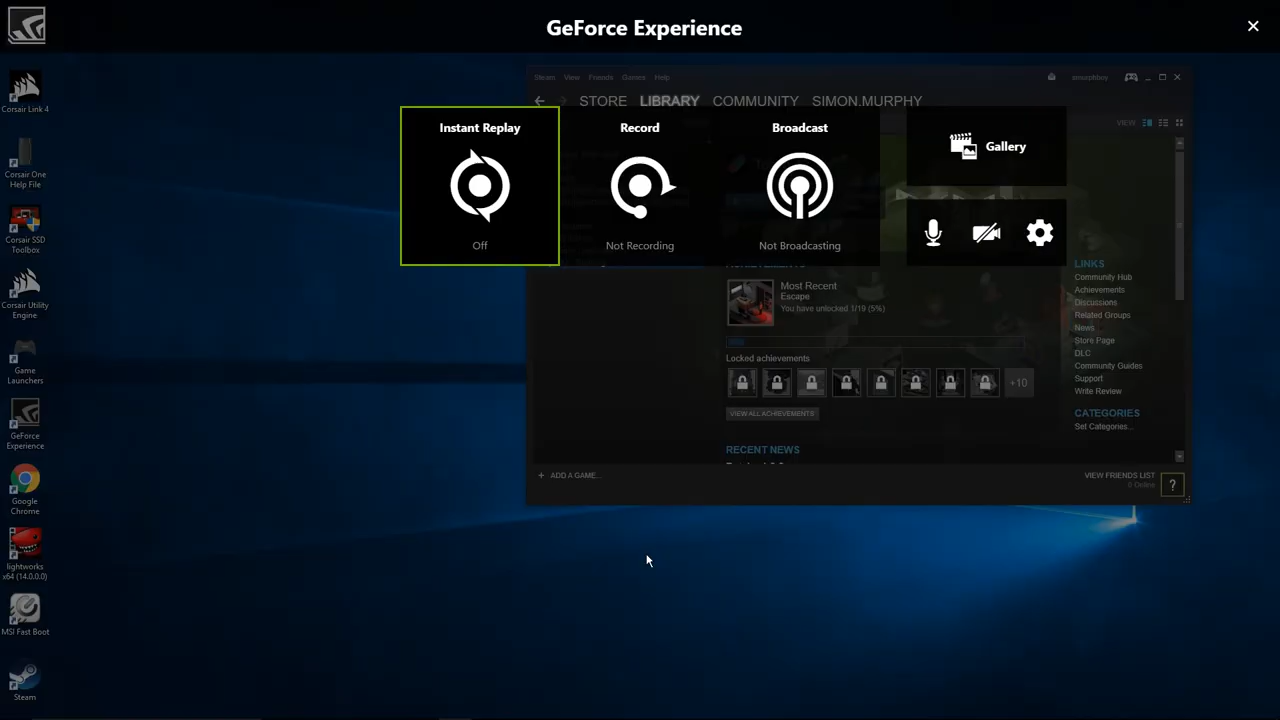 GeForce Experience
Corsair Link 4
Corsair One
Help File
Corsair SSD
Toolbox
Corsair Utility
Engine
Game
Launchers
GeForce
Experience
Google
Chrome
lightworks
x64 (14.0.0.0)
MSI Fast Boot
Steam
Steam View Friends Games Help
smurphboy
STORE LIBRARY COMMUNITY SIMON.MURPHY
VIEW
Instant Replay
Off
Record
Not Recording
Broadcast
Not Broadcasting
Gallery
ACHIEVEMENTS
Most Recent
Escape
You have unlocked 1/19 (5%)
Locked achievements
+10
VIEW ALL ACHIEVEMENTS
RECENT NEWS
LINKS
Community Hub
Achievements
Discussions
Related Groups
News
Store Page
DLC
Community Guides
Support
Write Review
CATEGORIES
Set Categories...
+ ADD A GAME...
VIEW FRIENDS LIST
0 Online
?